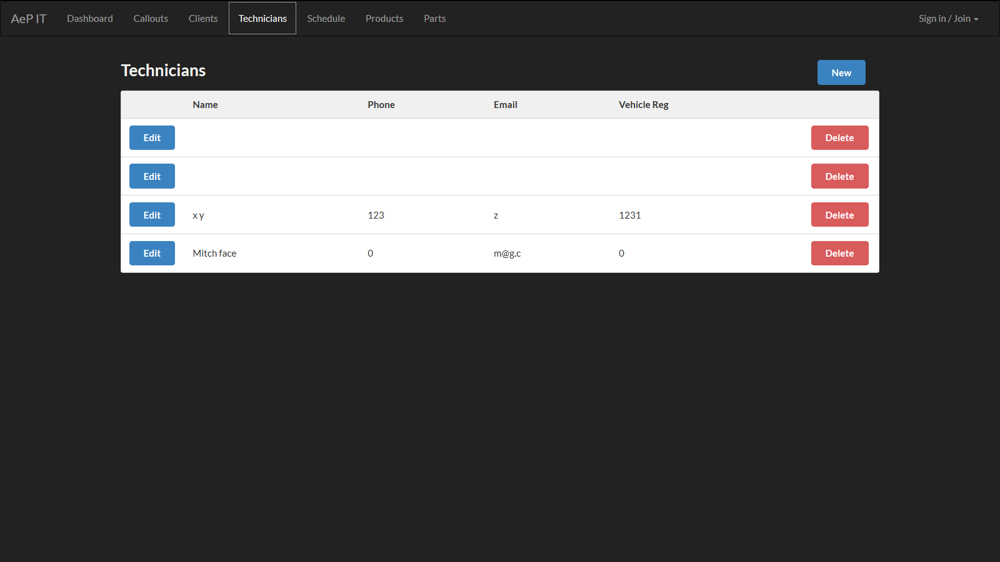 AeP IT Dashboard Callouts Clients Technicians Schedule Products Parts Sign in / Join
Technicians New
Name Phone Email Vehicle Reg
Edit Delete
Edit Delete
Edit x y 123 z 1231 Delete
Edit Mitch face 0 m@g.c 0 Delete